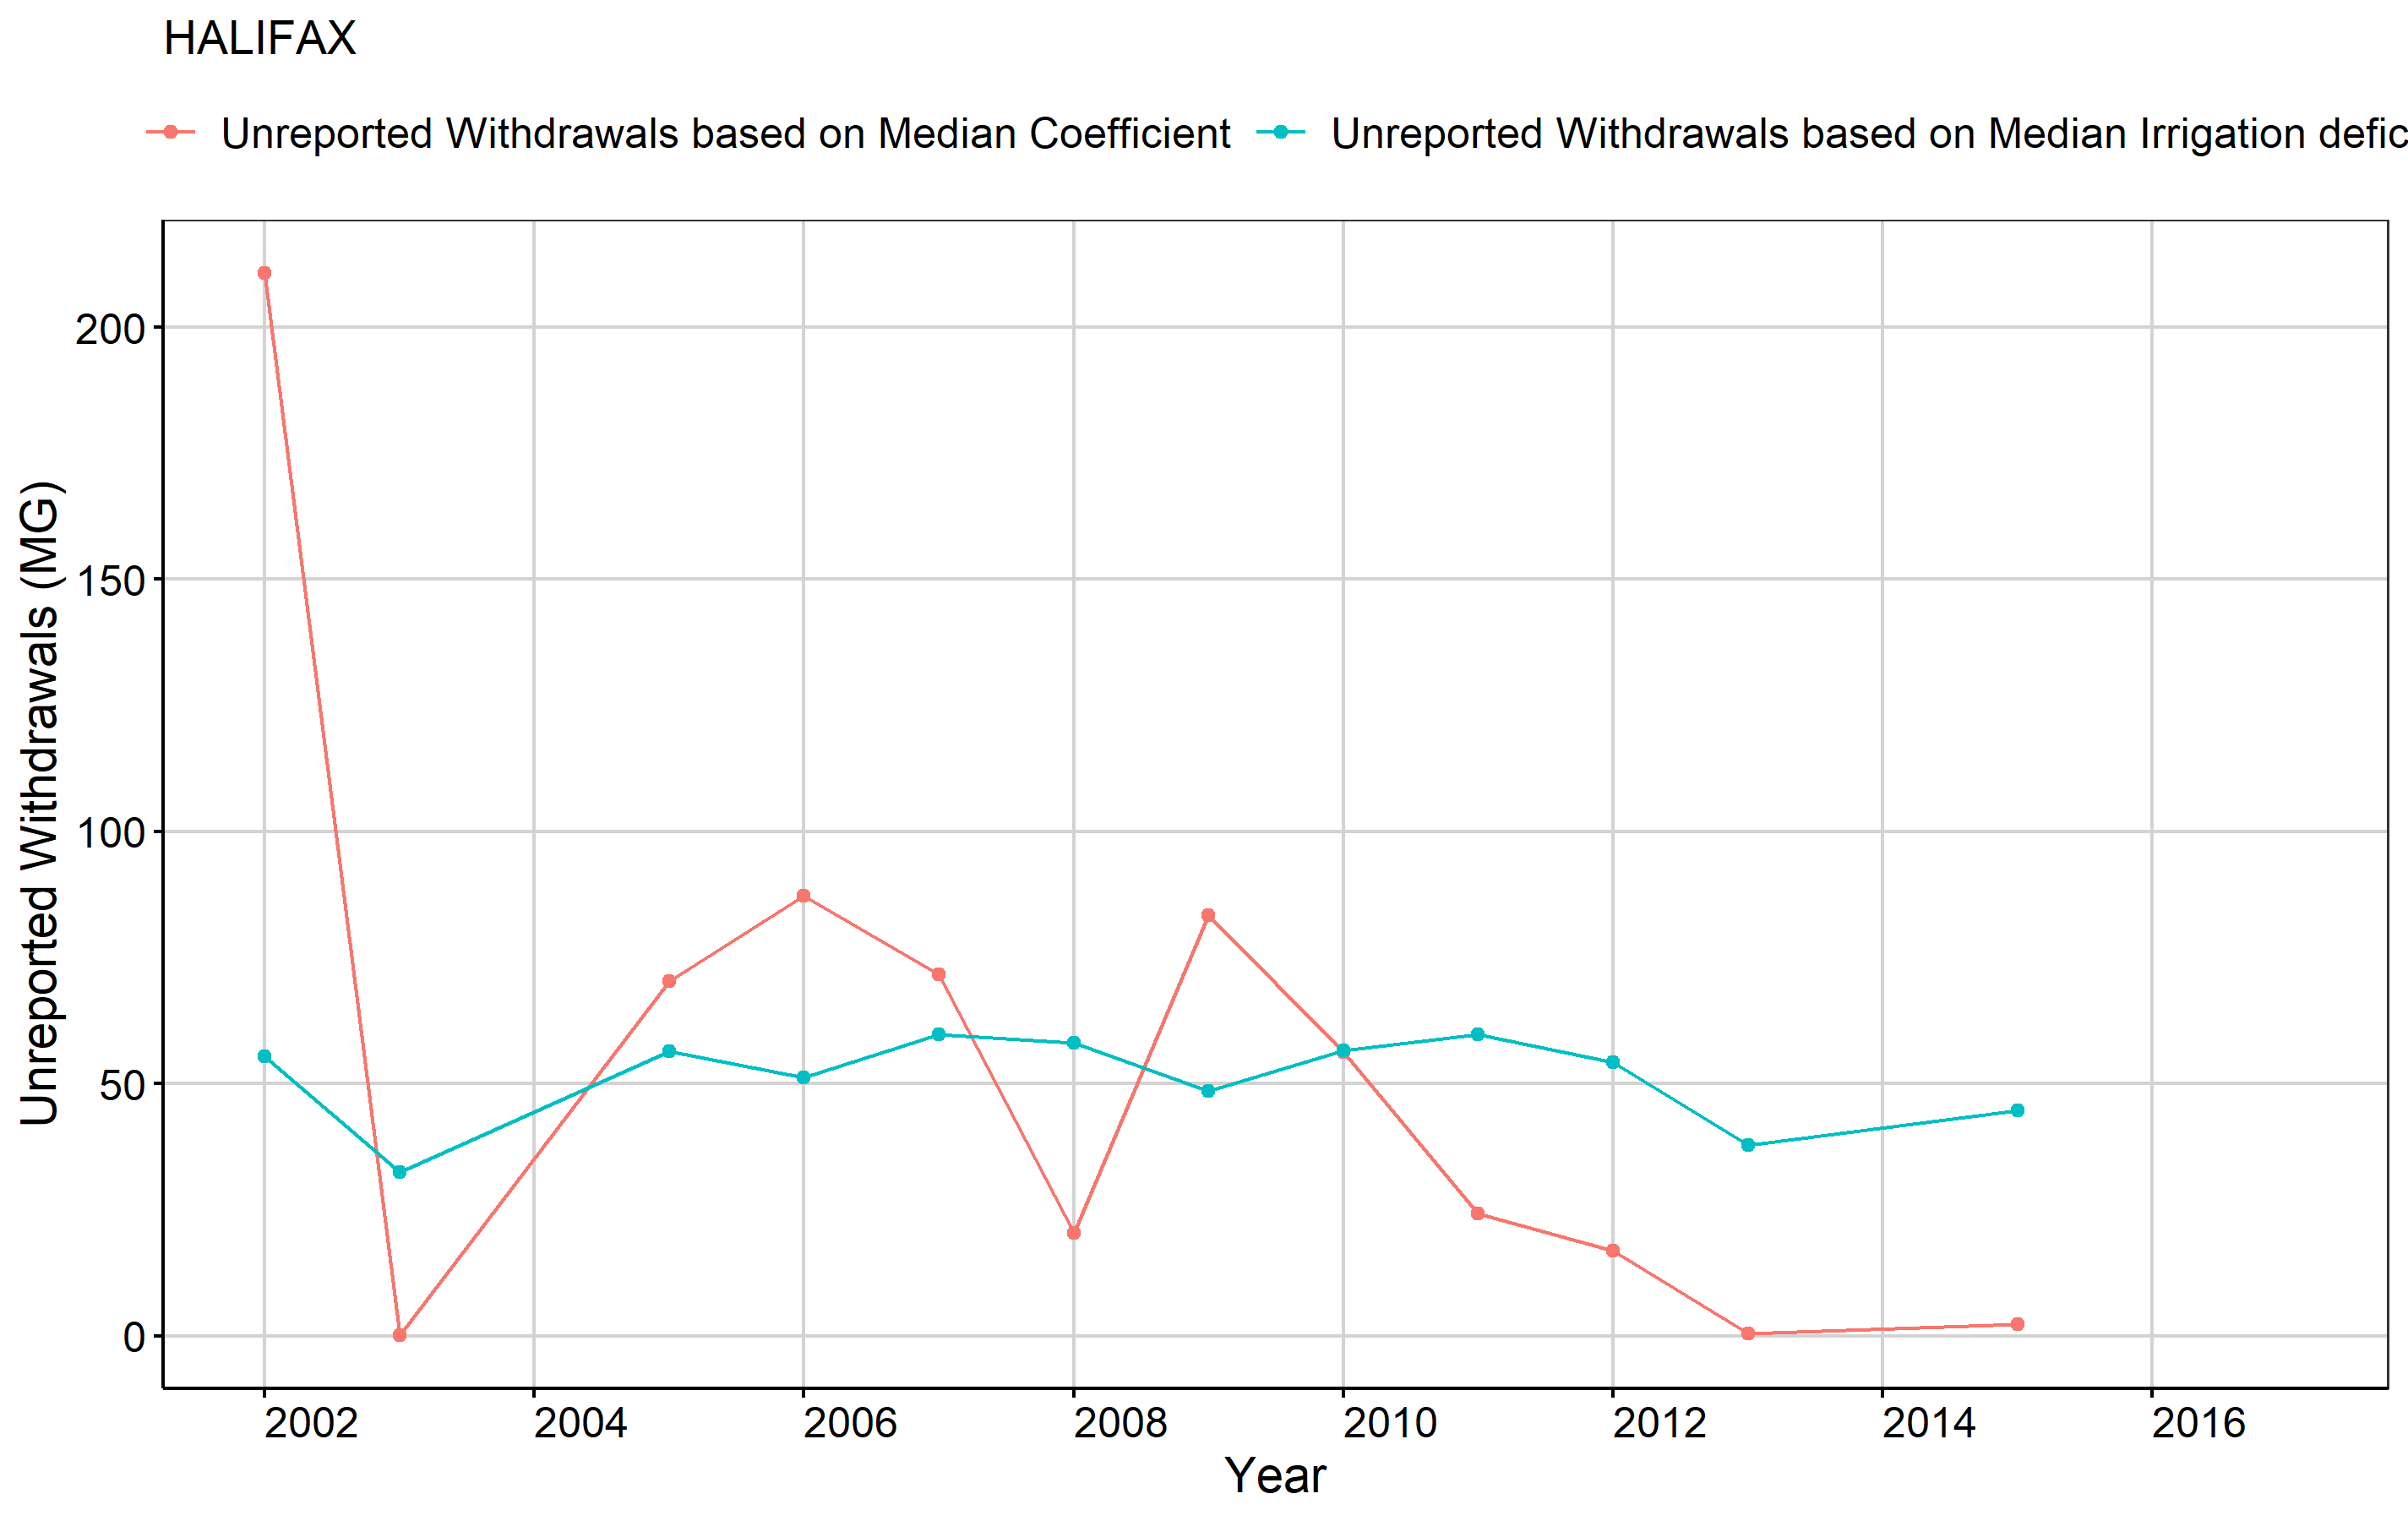 HALIFAX
Unreported Withdrawals based on Median Coefficient Unreported Withdrawals based on Median Irrigation defic
Unreported Withdrawals (MG)
200
150
100
50
0
2002 2004 2006 2008 2010 2012 2014 2016
Year